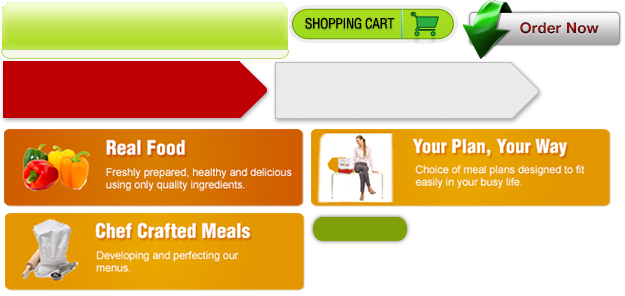 SHOPPING CART
Order Now
Real Food
Freshly prepared, healthy and delicious
using only quality ingredients.
Your Plan, Your Way
Choice of meal plans designed to fit
easily in your busy life.
Chef Crafted Meals
Developing and perfecting our
menus.